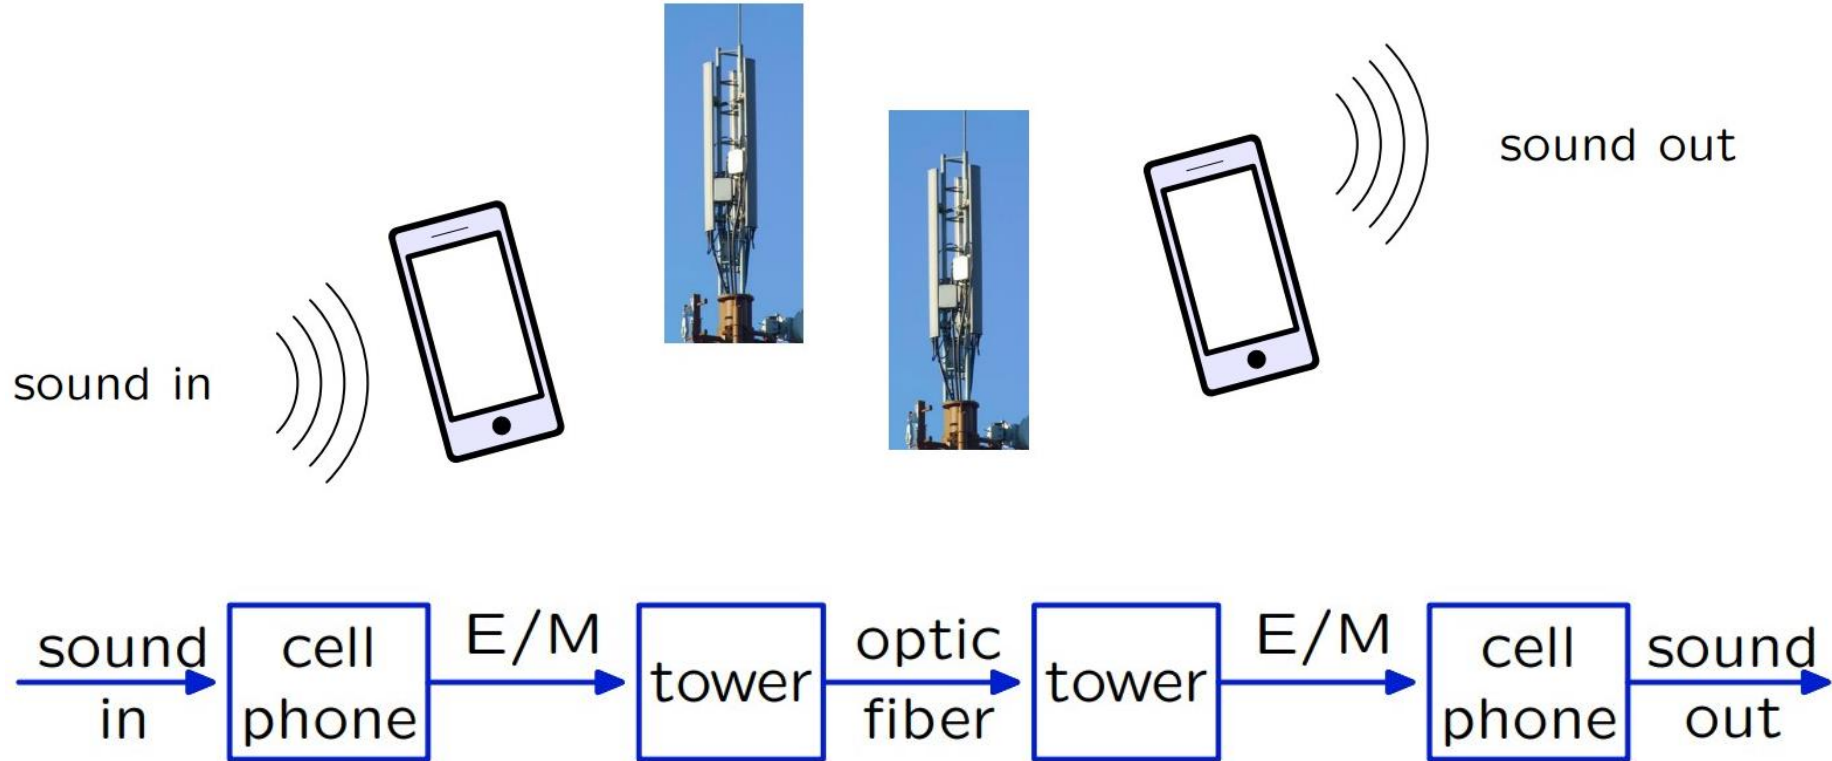 sound out
sound in
sound
in
cell
phone
E/M
tower
optic
fiber
tower
E/M
cell
phone
sound
out